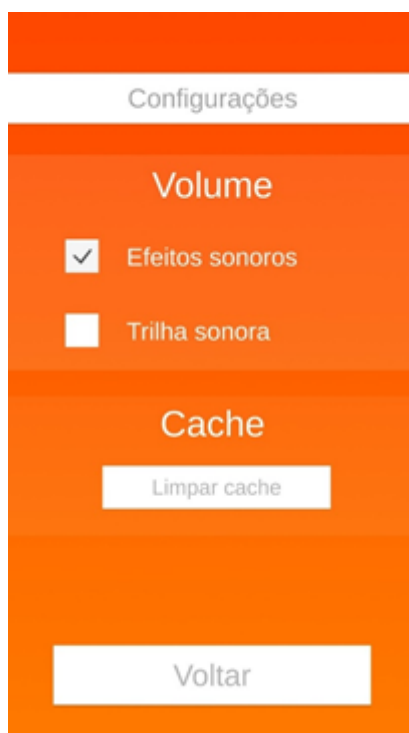 Configurações
Volume
Efeitos sonoros
Trilha sonora
Cache
Limpar cache
Voltar